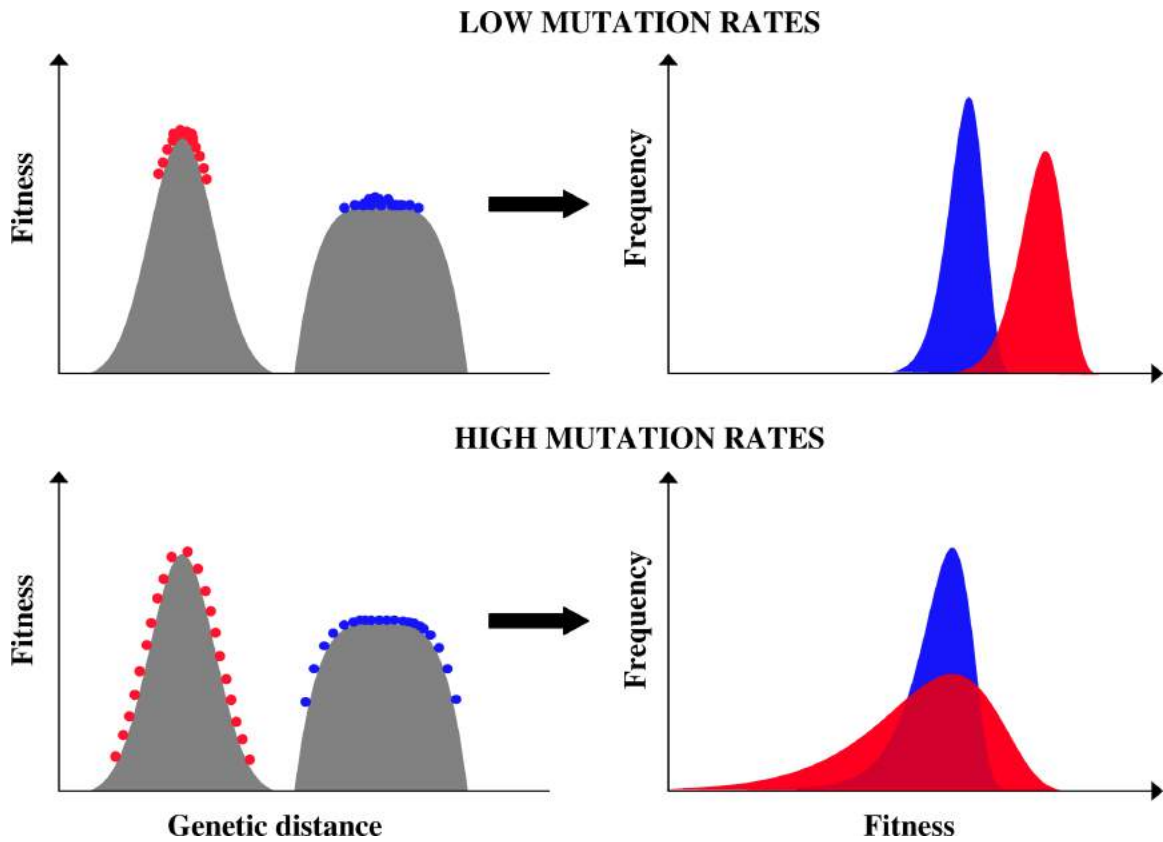 LOW MUTATION RATES
Fitness
Frequency
HIGH MUTATION RATES
Fitness
Frequency
Genetic distance
Fitness